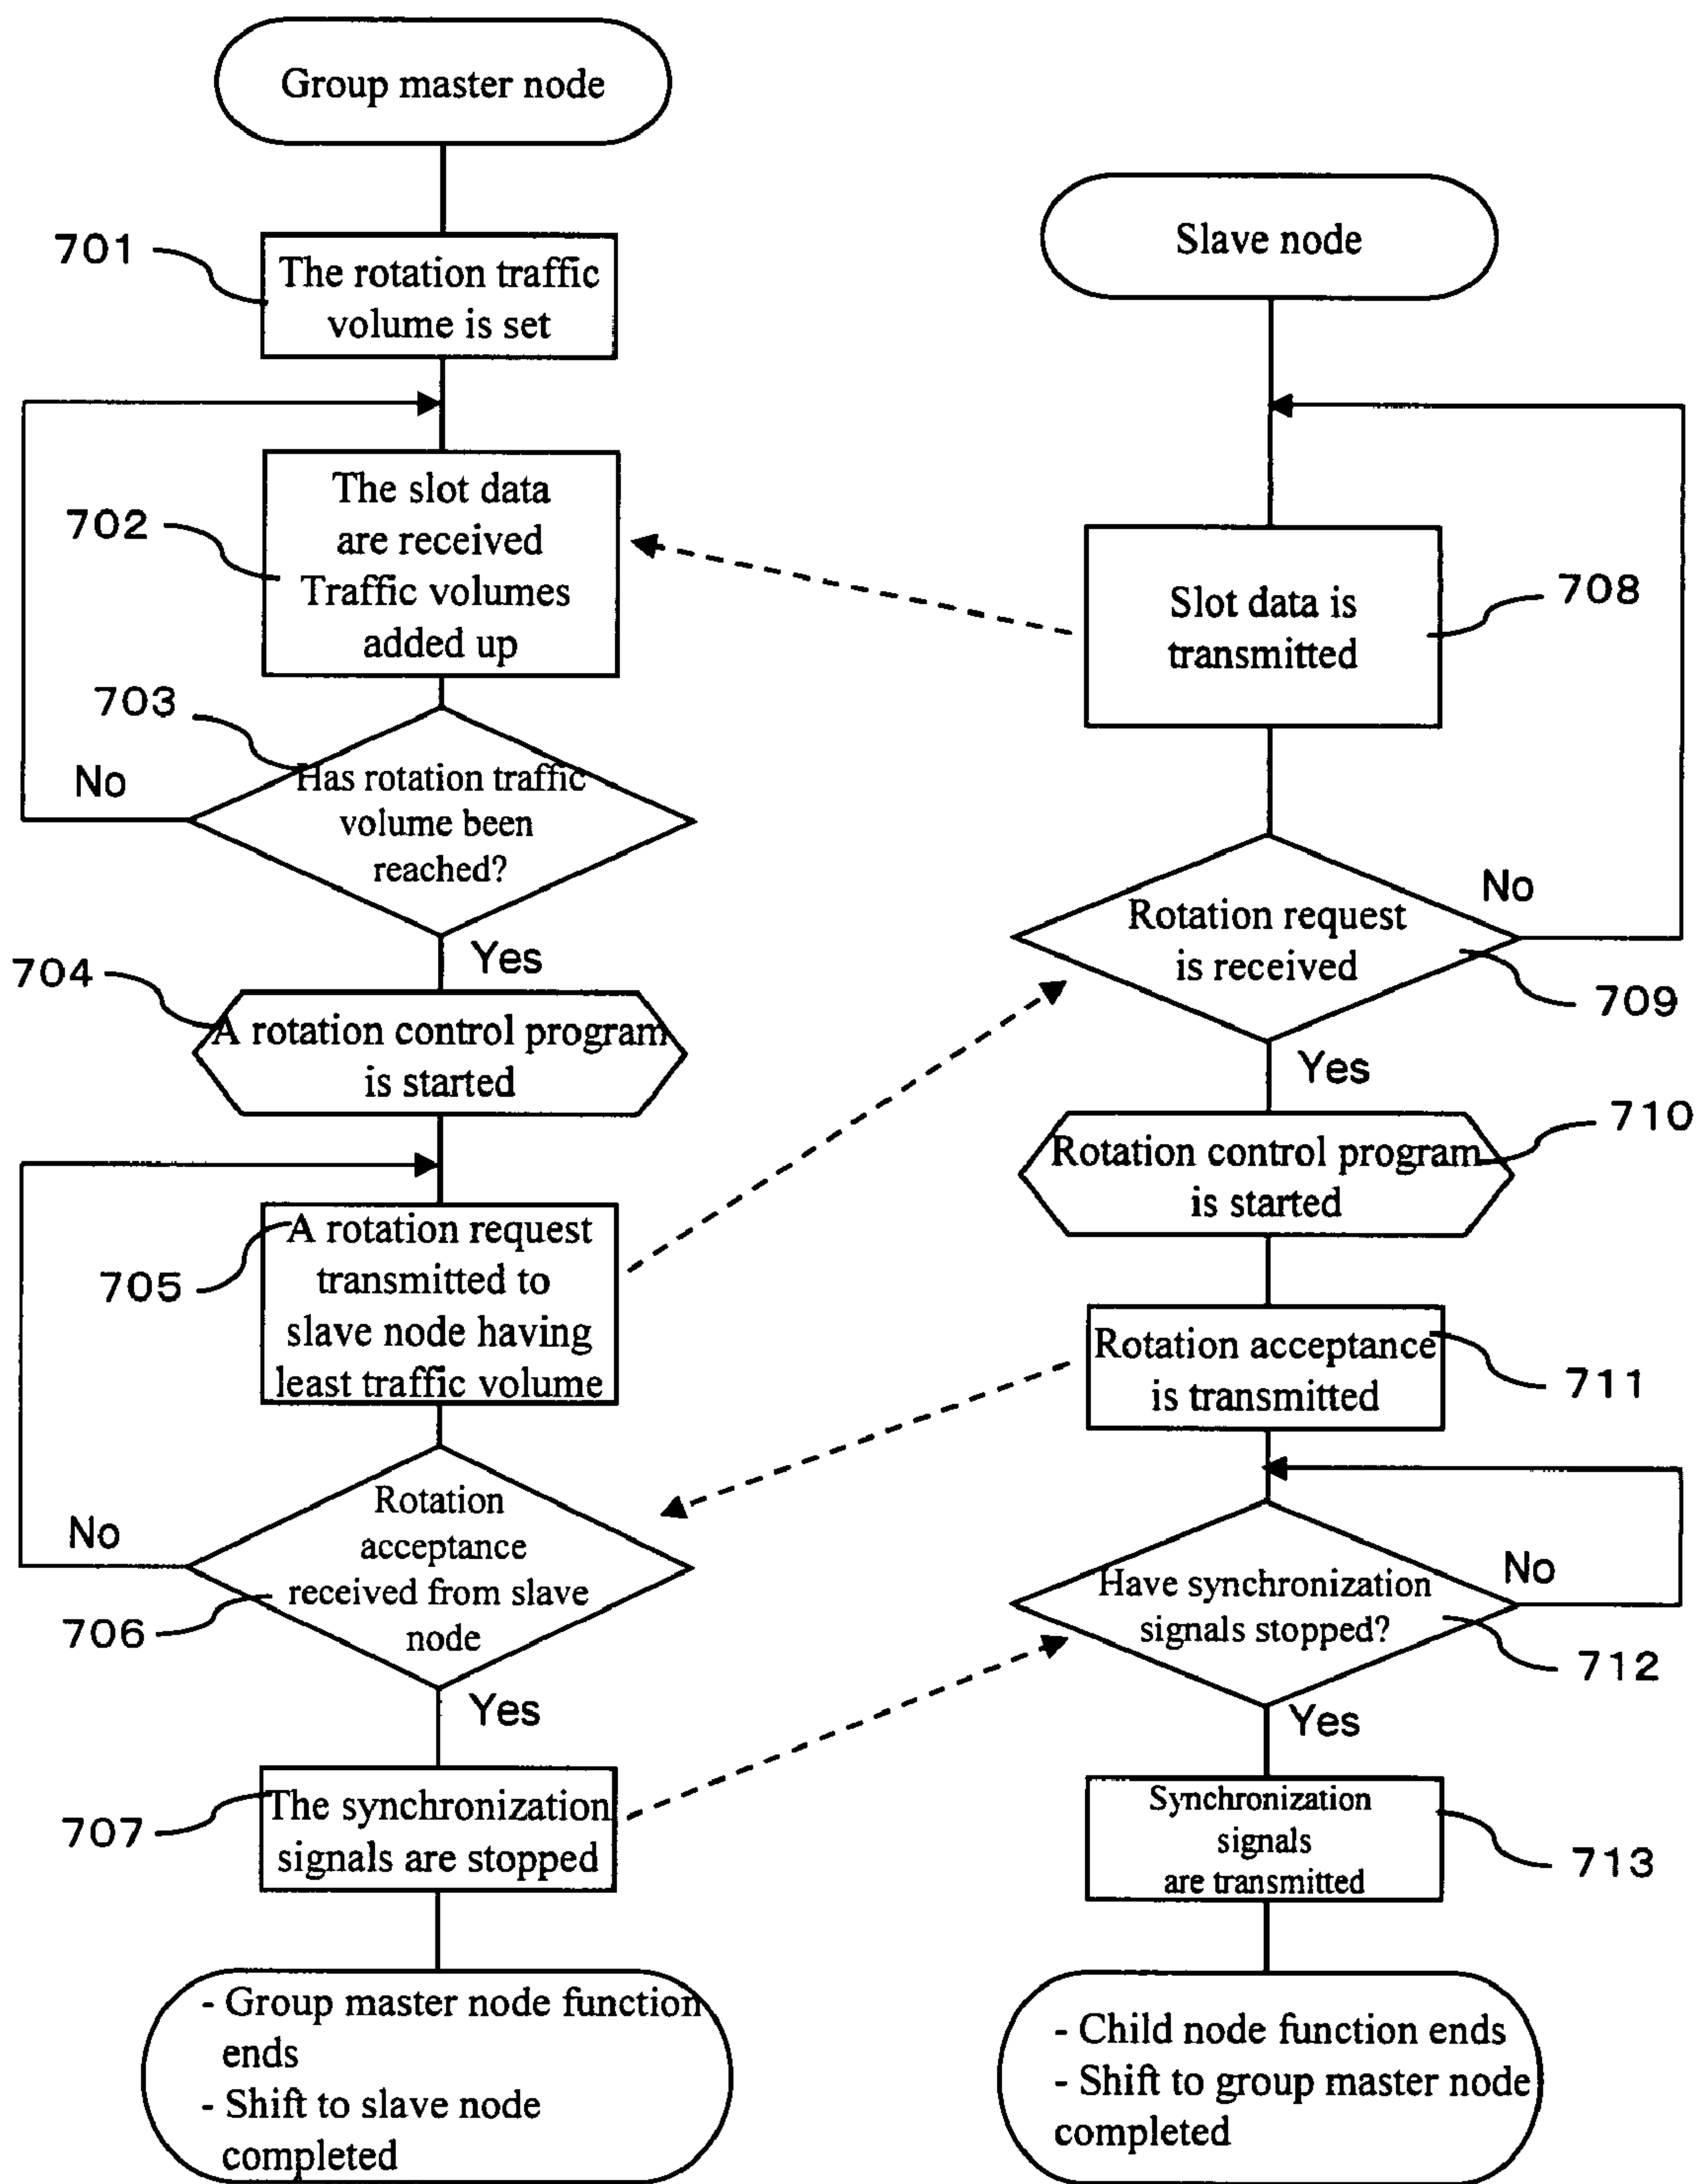 Group master node
701
The rotation traffic
volume is set
702
The slot data
are received
Traffic volumes
added up
703
Has rotation traffic
volume been
reached?
No
Yes
704
A rotation control program
is started
705
A rotation request
transmitted to
slave node having
least traffic volume
706
Rotation
acceptance
received from slave
node
No
Yes
707
The synchronization
signals are stopped
- Group master node function
ends
- Shift to slave node
completed
Slave node
708
Slot data is
transmitted
709
Rotation request
is received
No
Yes
710
Rotation control program
is started
711
Rotation acceptance
is transmitted
712
Have synchronization
signals stopped?
No
Yes
713
Synchronization
signals
are transmitted
- Child node function ends
- Shift to group master node
completed